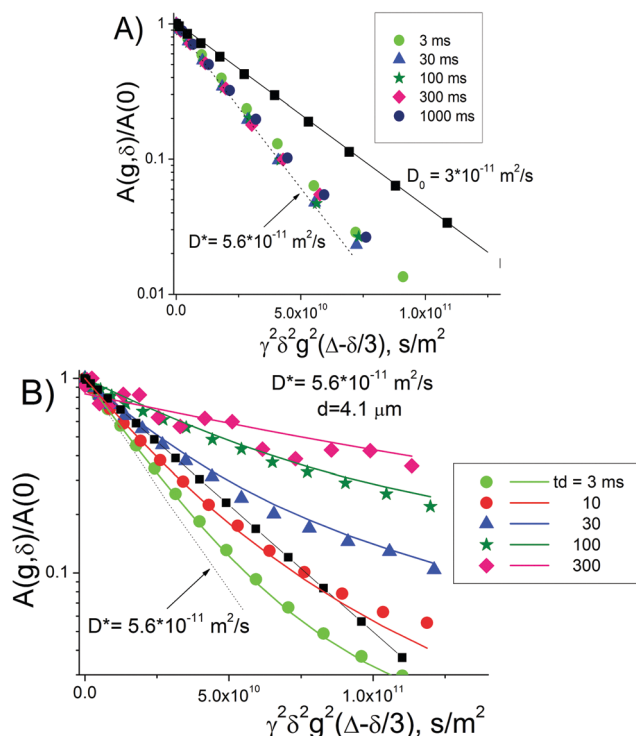 A)
A(g,δ)/A(0)
1
0.1
0.01
3 ms
30 ms
100 ms
300 ms
1000 ms
D₀ = 3*10⁻¹¹ m²/s
D*= 5.6*10⁻¹¹ m²/s
0.0 5.0x10¹⁰ 1.0x10¹¹
γ²δ²g²(Δ-δ/3), s/m²
B)
A(g,δ)/A(0)
1
0.1
D*= 5.6*10⁻¹¹ m²/s
d=4.1 μm
td = 3 ms
10
30
100
300
D*= 5.6*10⁻¹¹ m²/s
0.0 5.0x10¹⁰ 1.0x10¹¹
γ²δ²g²(Δ-δ/3), s/m²